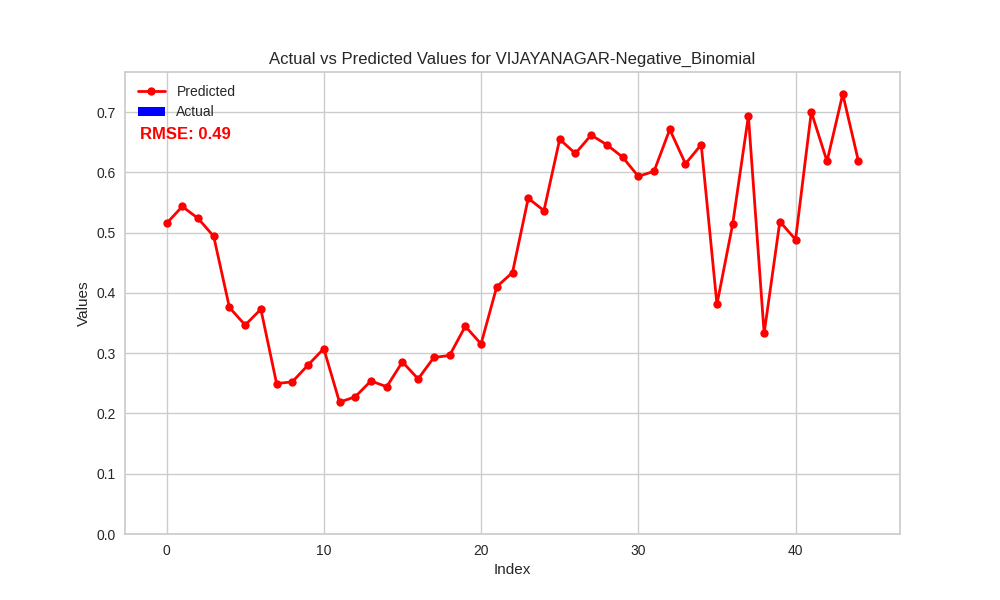 Actual vs Predicted Values for VIJAYANAGAR-Negative_Binomial
Predicted
Actual
RMSE: 0.49
0.7
0.6
0.5
0.4
0.3
0.2
0.1
0.0
Values
0 10 20 30 40
Index